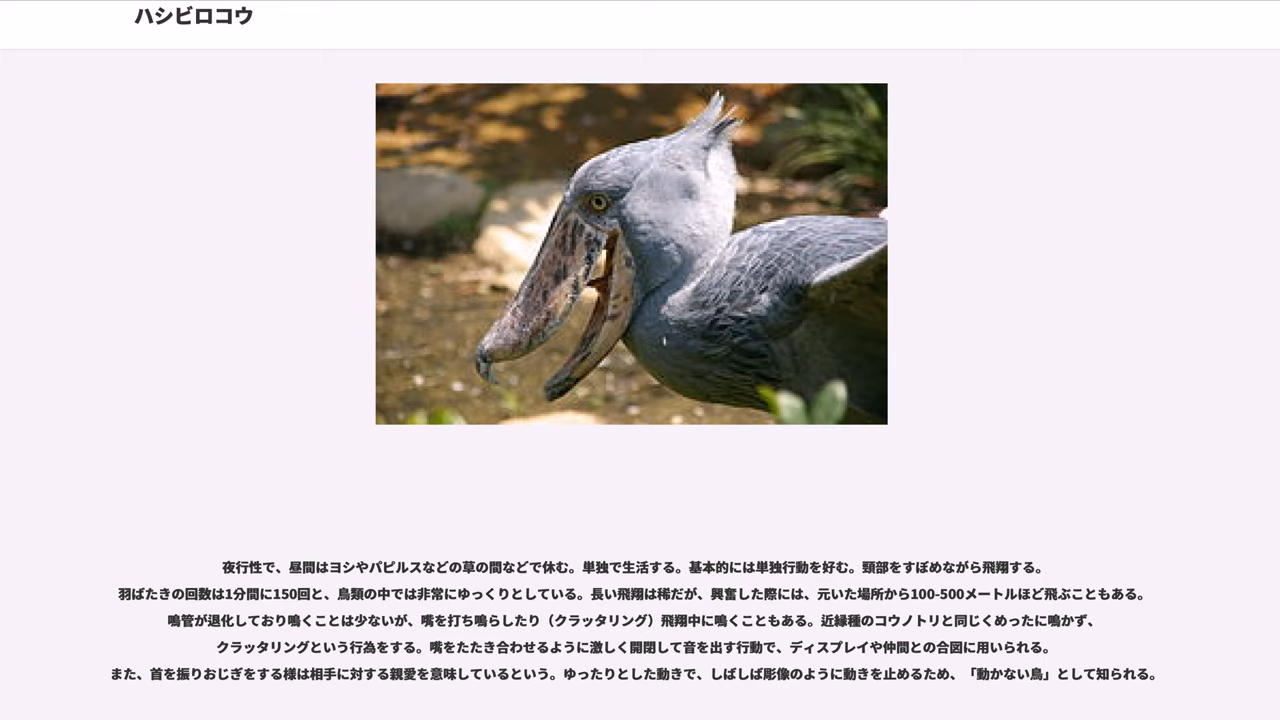 ハシビロコウ
夜行性で、昼間はヨシやパピルスなどの草の間などで休む。単独で生活する。基本的には単独行動を好む。頸部をすぼめながら飛翔する。
羽ばたきの回数は1分間に150回と、鳥類の中では非常にゆっくりとしている。長い飛翔は稀だが、興奮した際には、元いた場所から100-500メートルほど飛ぶこともある。
鳴管が退化しており鳴くことは少ないが、嘴を打ち鳴らしたり（クラッタリング）飛翔中に鳴くこともある。近縁種のコウノトリと同じくめったに鳴かず、
クラッタリングという行為をする。嘴をたたき合わせるように激しく開閉して音を出す行動で、ディスプレイや仲間との合図に用いられる。
また、首を振りおじぎをする様は相手に対する親愛を意味しているという。ゆったりとした動きで、しばしば彫像のように動きを止めるため、「動かない鳥」として知られる。